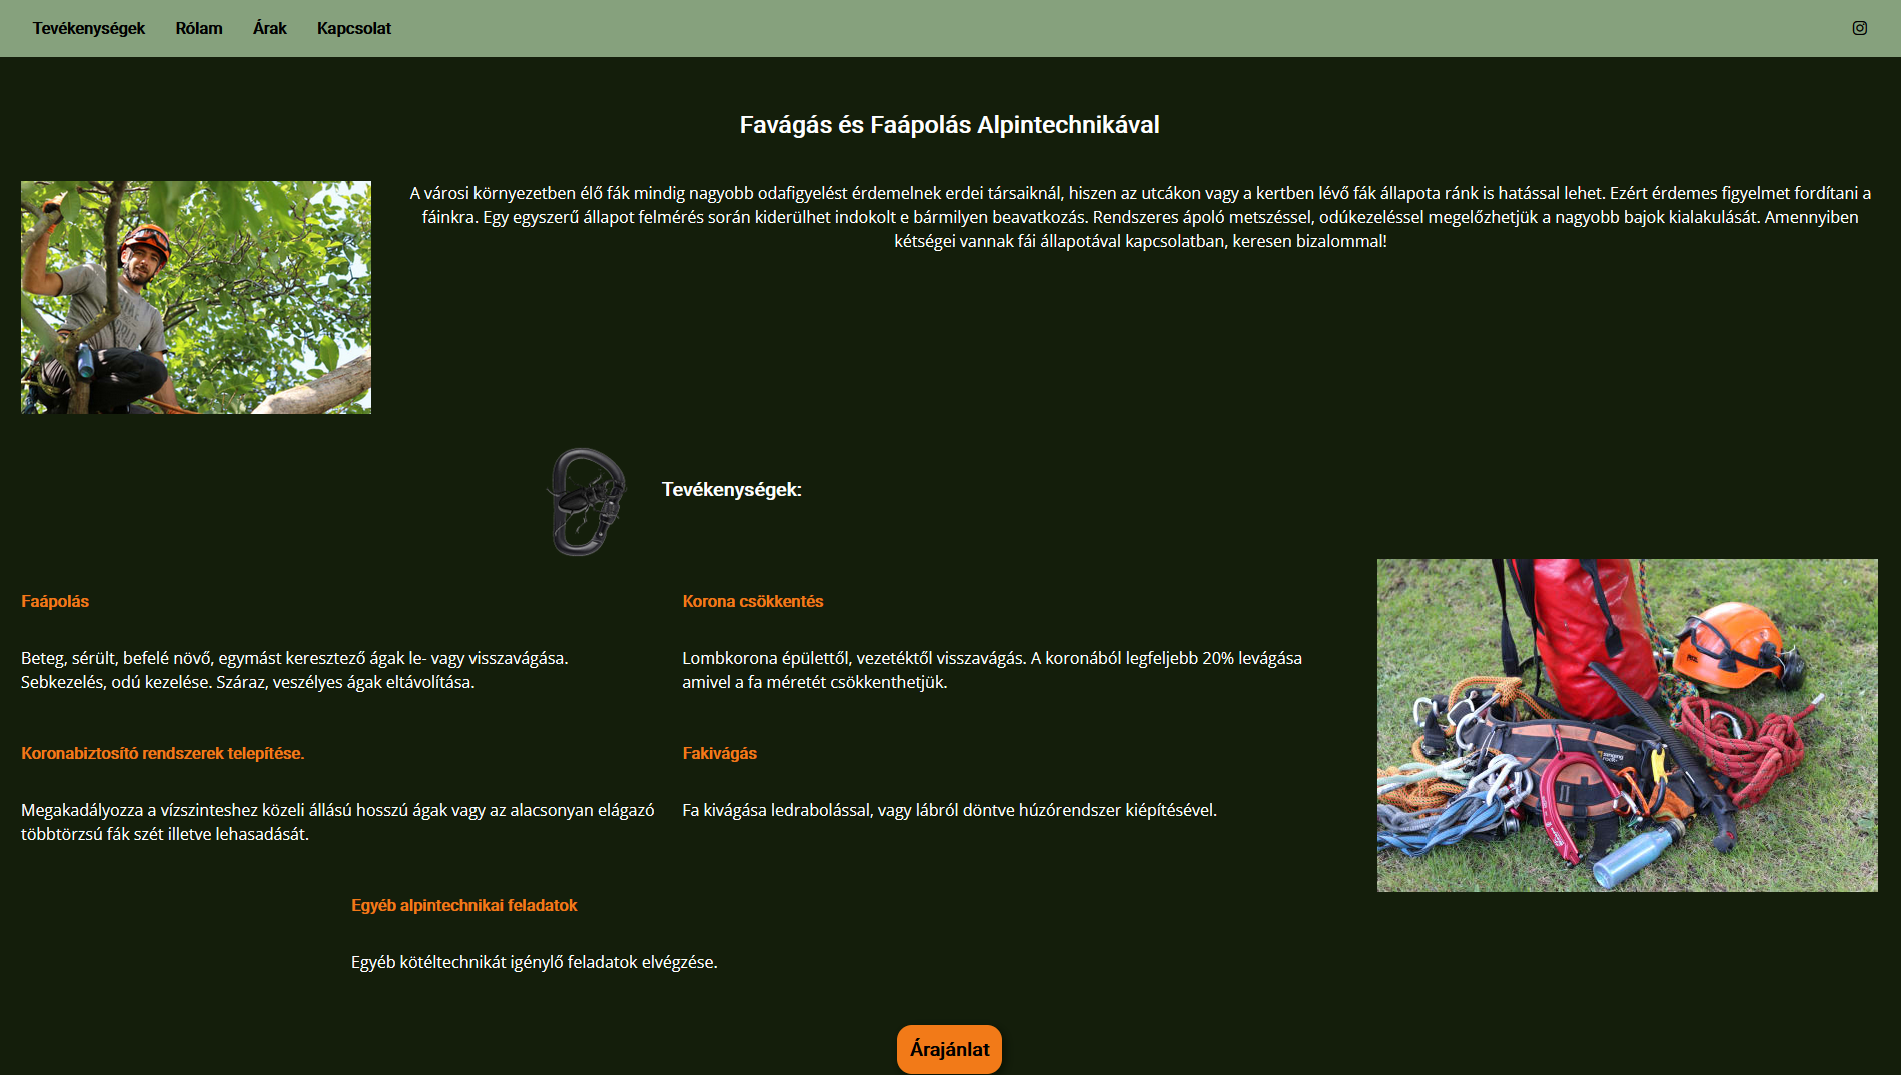 Tevékenységek Rólam Árak Kapcsolat
Favágás és Faápolás Alpintechnikával
A városi környezetben élő fák mindig nagyobb odafigyelést érdemelnek erdei társaiknál, hiszen az utcákon vagy a kertben lévő fák állapota ránk is hatással lehet. Ezért érdemes figyelmet fordítani a
fáinkra. Egy egyszerű állapot felmérés során kiderülhet indokolt e bármilyen beavatkozás. Rendszeres ápoló metszéssel, odúkezeléssel megelőzhetjük a nagyobb bajok kialakulását. Amennyiben
kétségei vannak fái állapotával kapcsolatban, keresen bizalommal!
Tevékenységek:
Faápolás
Beteg, sérült, befelé növő, egymást keresztező ágak le- vagy visszavágása.
Sebkezelés, odú kezelése. Száraz, veszélyes ágak eltávolítása.
Korona csökkentés
Lombkorona épülettől, vezetéktől visszavágás. A koronából legfeljebb 20% levágása
amivel a fa méretét csökkenthetjük.
Koronabiztosító rendszerek telepítése.
Megakadályozza a vízszinteshez közeli állású hosszú ágak vagy az alacsonyan elágazó
többtörzsú fák szét illetve lehasadását.
Fakivágás
Fa kivágása ledrabolással, vagy lábról döntve húzórendszer kiépítésével.
Egyéb alpintechnikai feladatok
Egyéb kötéltechnikát igénylő feladatok elvégzése.
Árajánlat